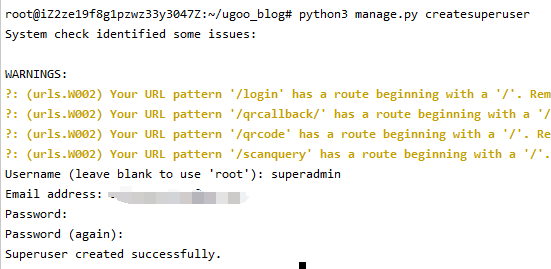 root@iZ2ze19f8g1pzwz33y3047Z:~/ugoo_blog# python3 manage.py createsuperuser
System check identified some issues:
WARNINGS:
?: (urls.W002) Your URL pattern '/login' has a route beginning with a '/'. Rem
?: (urls.W002) Your URL pattern '/qrcallback/' has a route beginning with a '/
?: (urls.W002) Your URL pattern '/qrcode' has a route beginning with a '/'. Re
?: (urls.W002) Your URL pattern '/scanquery' has a route beginning with a '/'.
Username (leave blank to use 'root'): superadmin
Email address:
Password:
Password (again):
Superuser created successfully.